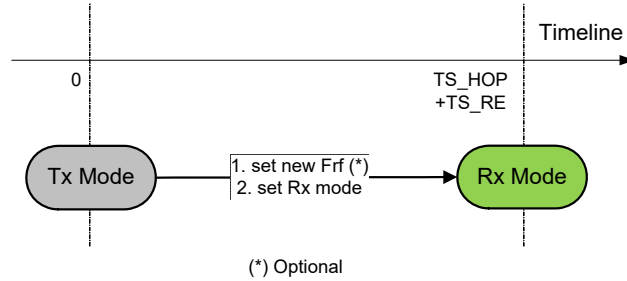 Timeline
0
TS_HOP
+TS_RE
Tx Mode
1. set new Frf (*)
2. set Rx mode
Rx Mode
(*) Optional